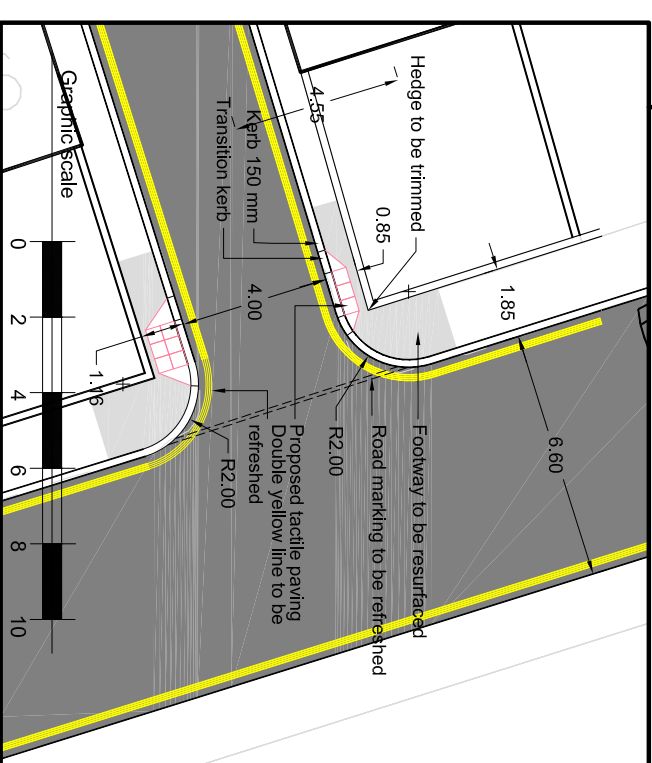 Hedge to be trimmed
Footway to be resurfaced
Road marking to be refreshed
R2.00
Proposed tactile paving
Double yellow line to be
refreshed
R2.00
Kerb 150 mm
Transition kerb
4.55
0.85
1.85
6.60
4.00
1.16
Graphic scale
0
2
4
6
8
10